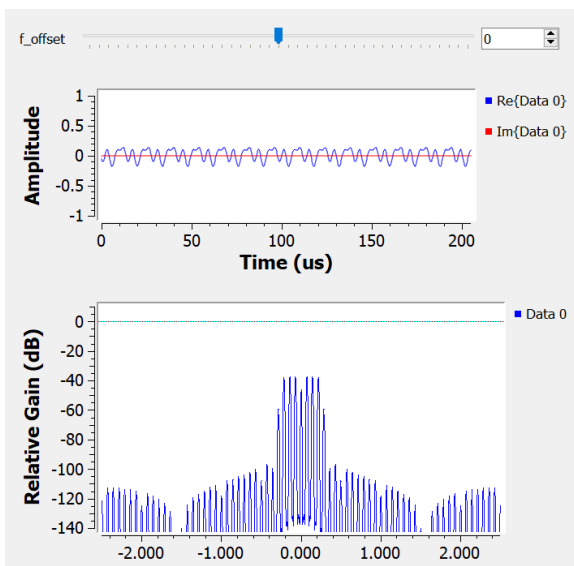 f_offset 0
Amplitude
1
0.5
0
-0.5
-1
Re{Data 0}
Im{Data 0}
0 50 100 150 200
Time (us)
Relative Gain (dB)
0
-20
-40
-60
-80
-100
-120
-140
Data 0
-2.000 -1.000 0.000 1.000 2.000